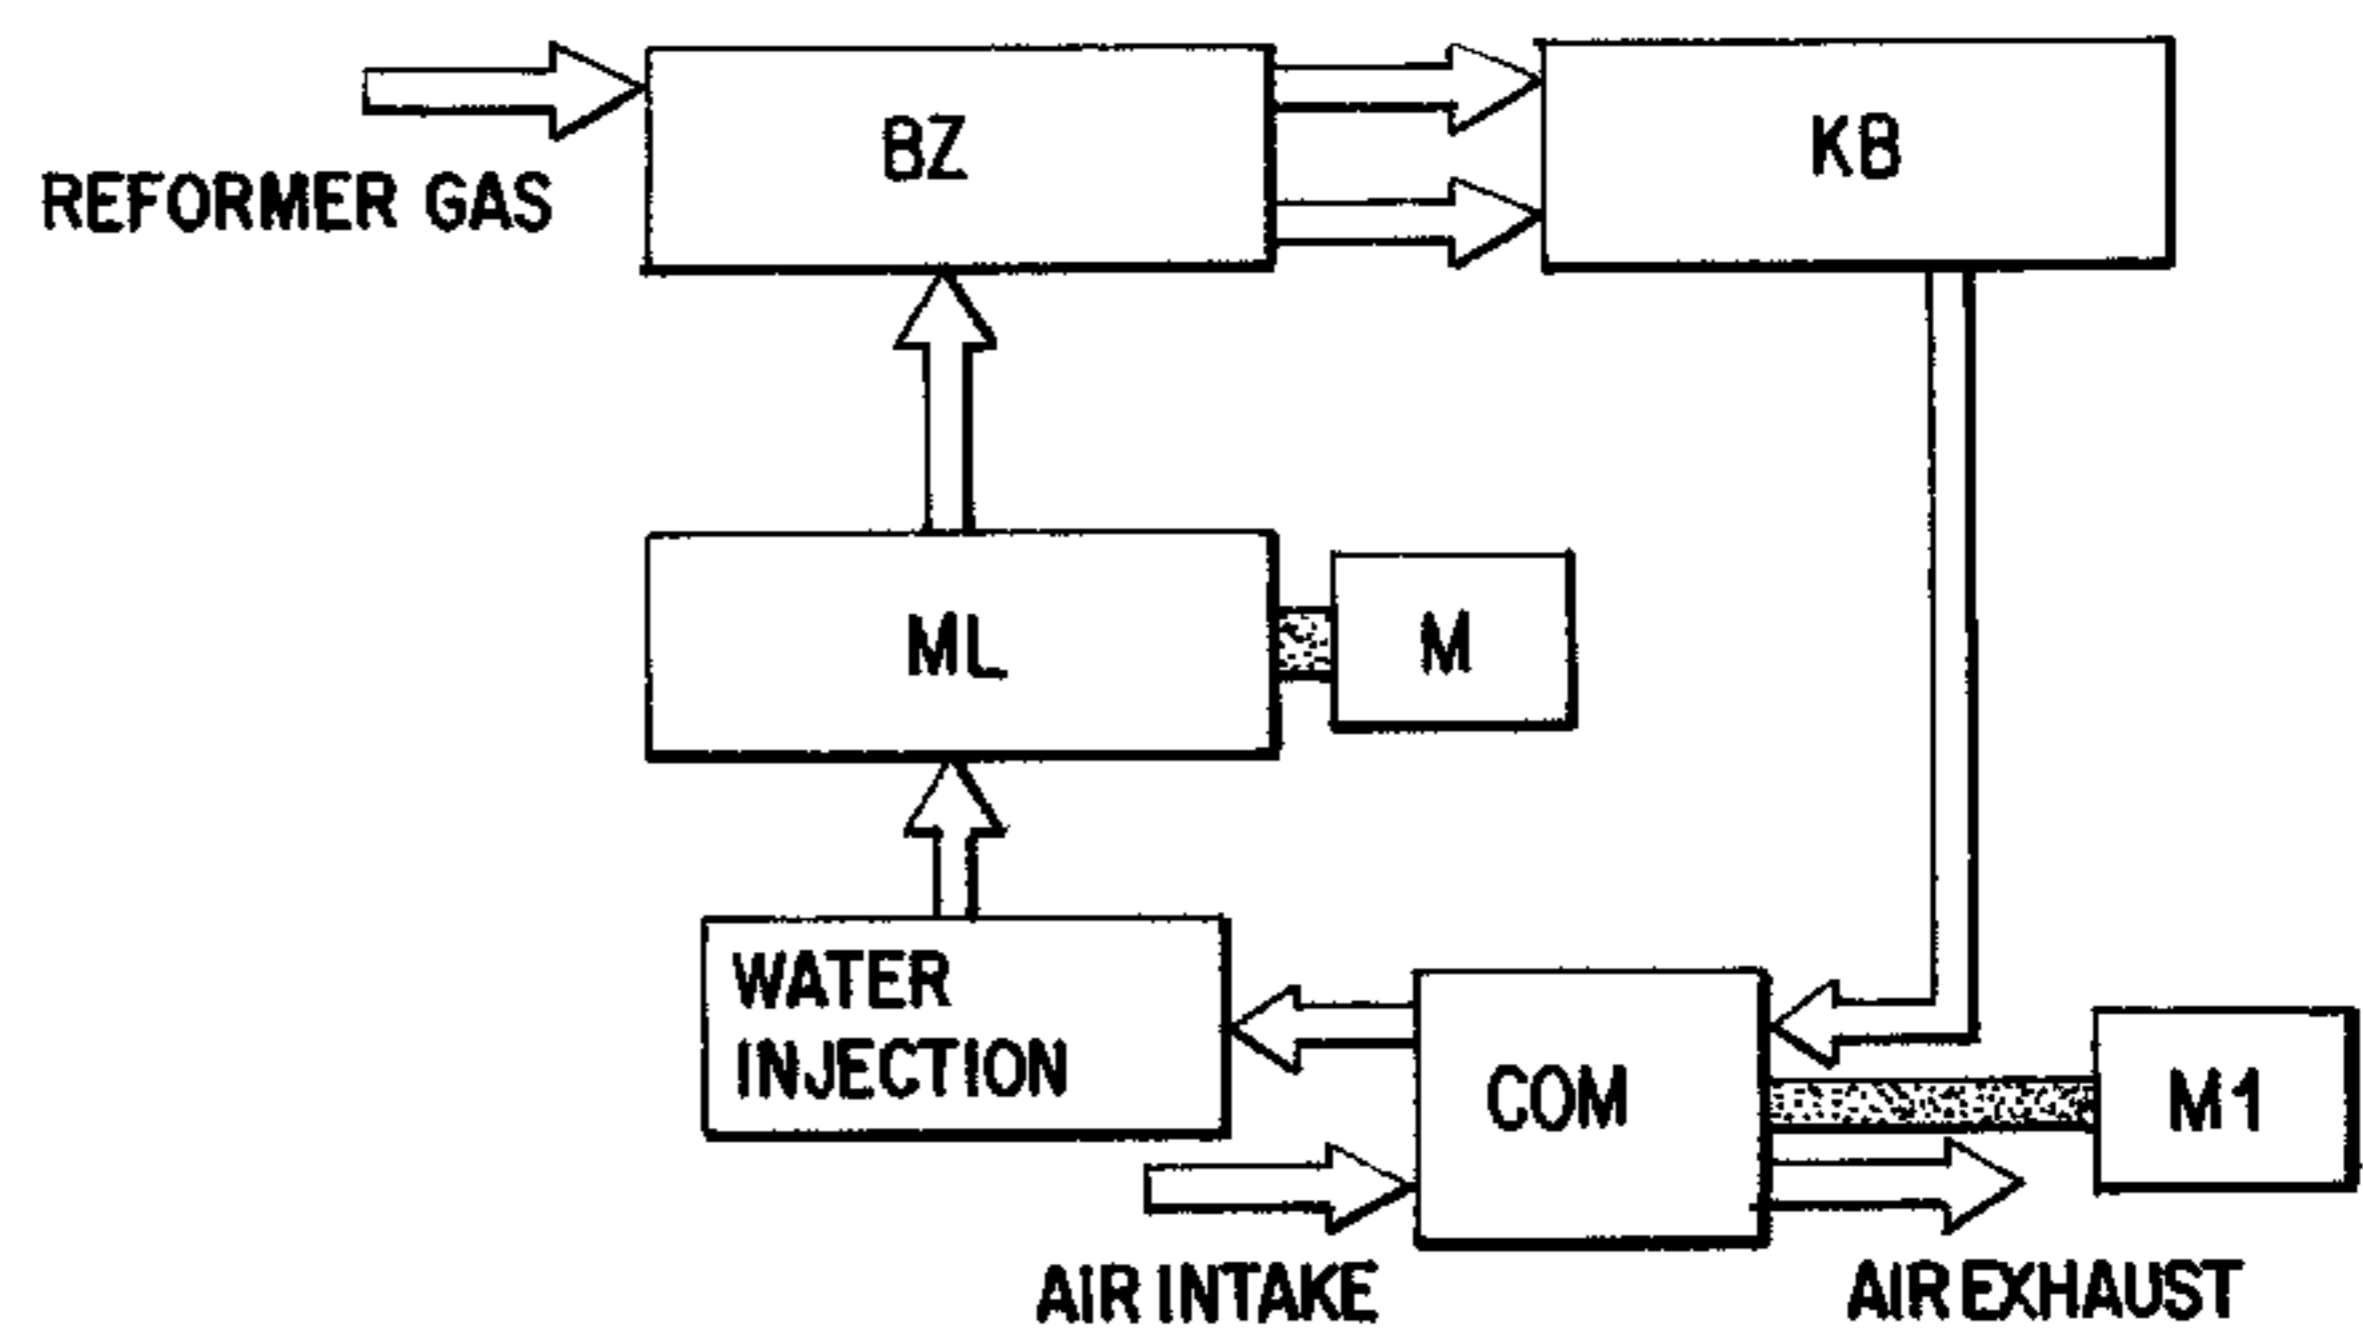 BZ
KB
REFORMER GAS
ML
M
WATER
INJECTION
COM
M1
AIR INTAKE
AIR EXHAUST